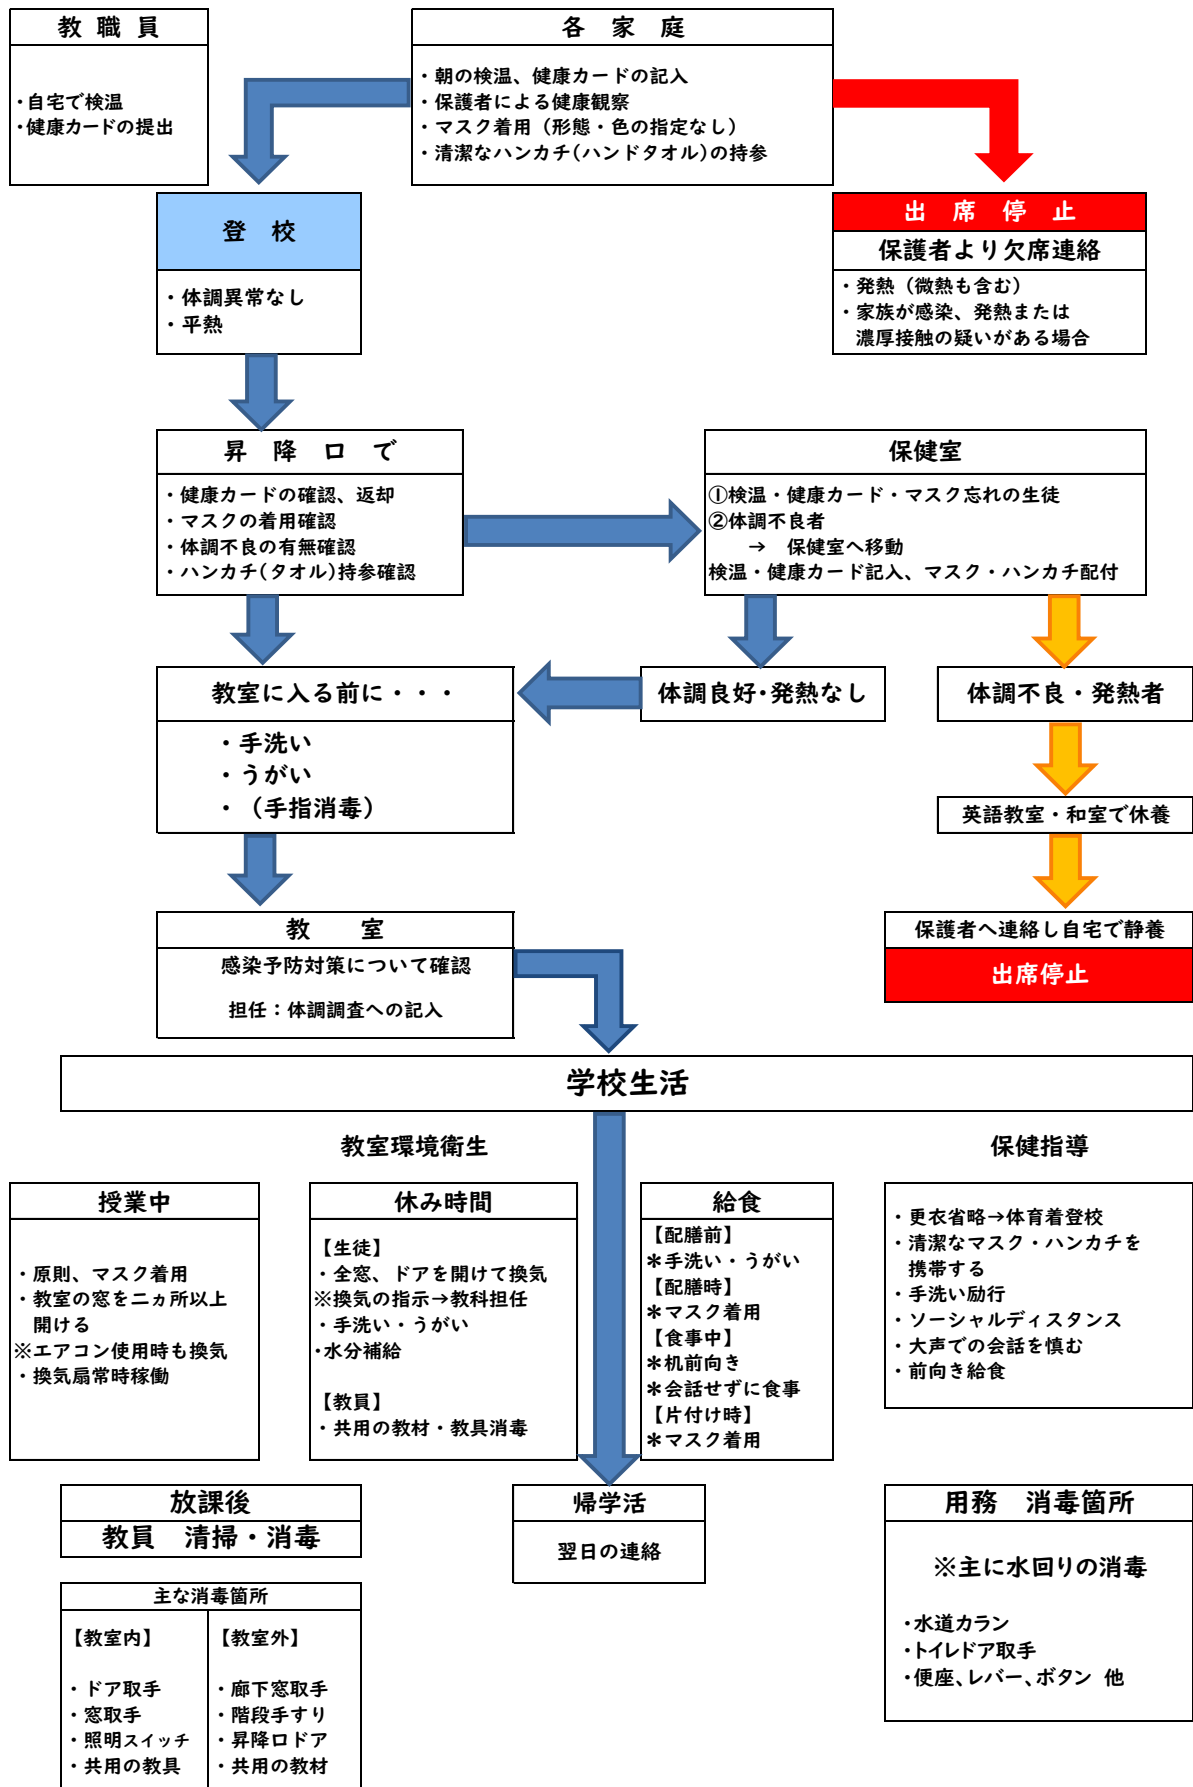 教 職 員
・自宅で検温
・健康カードの提出
各 家 庭
・朝の検温、健康カードの記入
・保護者による健康観察
・マスク着用（形態・色の指定なし）
・清潔なハンカチ（ハンドタオル）の持参
登 校
・体調異常なし
・平熱
出 席 停 止
保護者より欠席連絡
・発熱（微熱も含む）
・家族が感染、発熱または
濃厚接触の疑いがある場合
昇 降 口 で
・健康カードの確認、返却
・マスクの着用確認
・体調不良の有無確認
・ハンカチ（タオル）持参確認
保健室
①検温・健康カード・マスク忘れの生徒
②体調不良者
→ 保健室へ移動
検温・健康カード記入、マスク・ハンカチ配付
教室に入る前に・・・
・手洗い
・うがい
・（手指消毒）
体調良好・発熱なし
体調不良・発熱者
英語教室・和室で休養
保護者へ連絡し自宅で静養
出席停止
教 室
感染予防対策について確認
担任：体調調査への記入
学校生活
教室環境衛生
保健指導
授業中
・原則、マスク着用
・教室の窓を二ヵ所以上
開ける
※エアコン使用時も換気
・換気扇常時稼働
休み時間
【生徒】
・全窓、ドアを開けて換気
※換気の指示→教科担任
・手洗い・うがい
・水分補給
【教員】
・共用の教材・教具消毒
給食
【配膳前】
＊手洗い・うがい
【配膳時】
＊マスク着用
【食事中】
＊机前向き
＊会話せずに食事
【片付け時】
＊マスク着用
・更衣省略→体育着登校
・清潔なマスク・ハンカチを
携帯する
・手洗い励行
・ソーシャルディスタンス
・大声での会話を慎む
・前向き給食
放課後
教員 清掃・消毒
帰学活
翌日の連絡
用務 消毒箇所
※主に水回りの消毒
・水道カラン
・トイレドア取手
・便座、レバー、ボタン 他
主な消毒箇所
【教室内】
・ドア取手
・窓取手
・照明スイッチ
・共用の教具
【教室外】
・廊下窓取手
・階段手すり
・昇降口ドア
・共用の教材